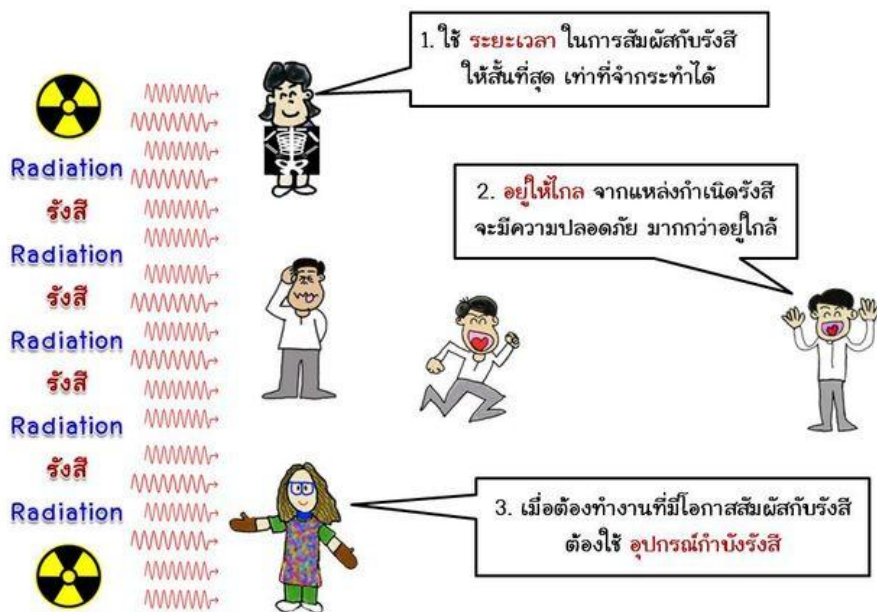 1. ใช้ ระยะเวลา ในการสัมผัสกับรังสี
ให้สั้นที่สุด เท่าที่จำกระทำได้
Radiation
รังสี
Radiation
รังสี
Radiation
รังสี
Radiation
รังสี
Radiation
2. อยู่ให้ไกล จากแหล่งกำเนิดรังสี
จะมีความปลอดภัย มากกว่าอยู่ใกล้
3. เมื่อต้องทำงานที่มีโอกาสสัมผัสกับรังสี
ต้องใช้ อุปกรณ์กำบังรังสี